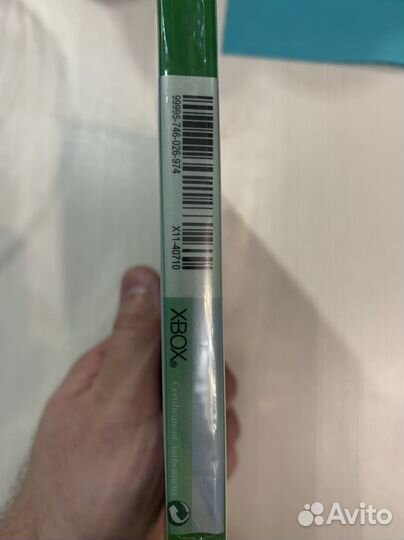 99995-746-026-974
X11-40710
XBOX®
Certificate of Authenticity
Avito